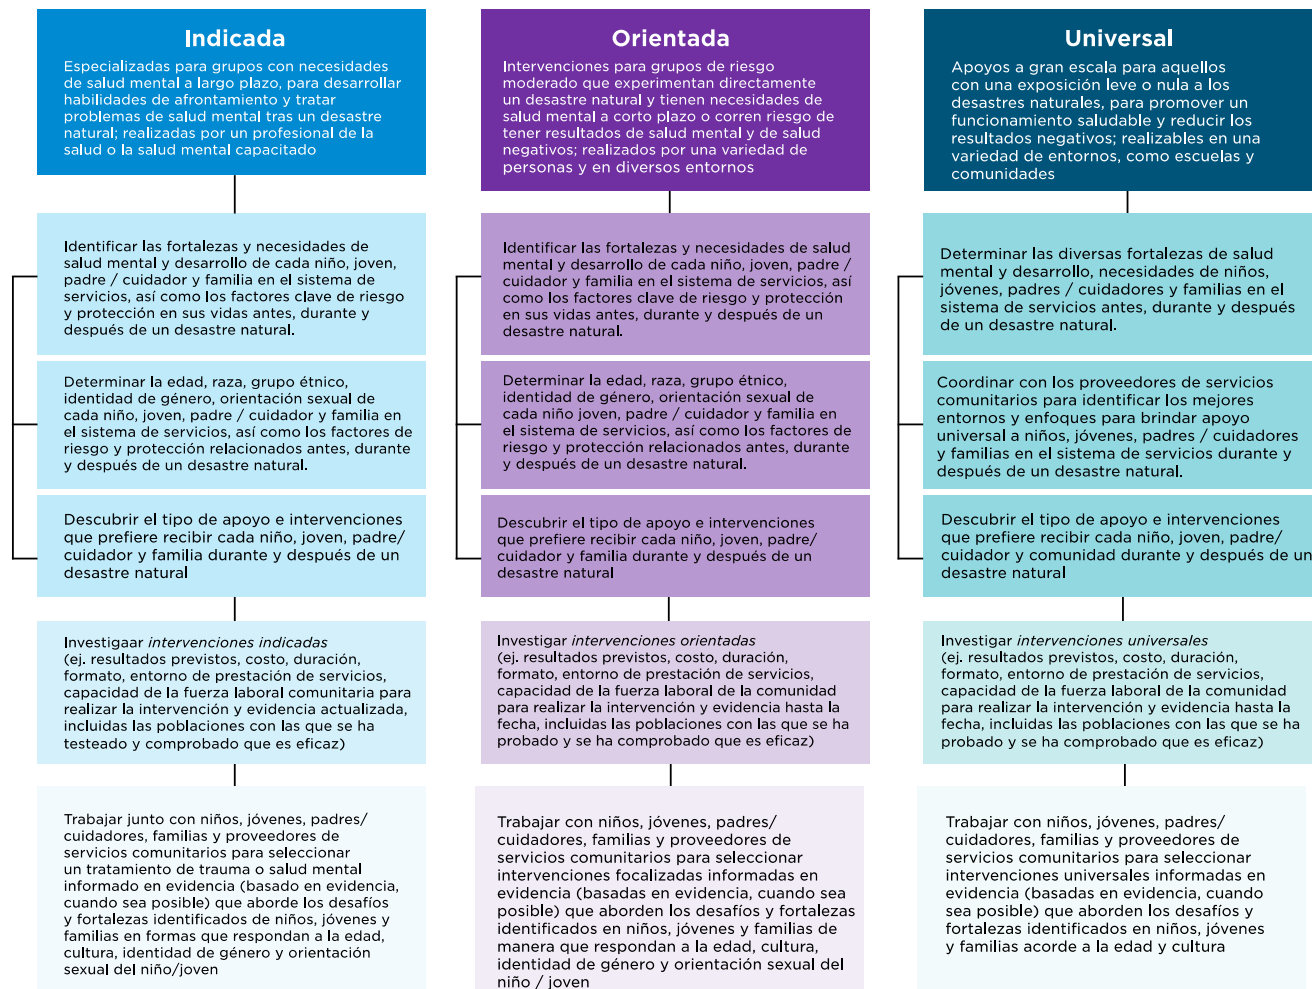 Indicada
Especializadas para grupos con necesidades
de salud mental a largo plazo, para desarrollar
habilidades de afrontamiento y tratar
problemas de salud mental tras un desastre
natural; realizadas por un profesional de la
salud o la salud mental capacitado
Identificar las fortalezas y necesidades de
salud mental y desarrollo de cada niño, joven,
padre / cuidador y familia en el sistema de
servicios, así como los factores clave de riesgo
y protección en sus vidas antes, durante y
después de un desastre natural.
Determinar la edad, raza, grupo étnico,
identidad de género, orientación sexual de
cada niño, joven, padre / cuidador y familia en
el sistema de servicios, así como los factores de
riesgo y protección relacionados antes, durante
y después de un desastre natural.
Descubrir el tipo de apoyo e intervenciones
que prefiere recibir cada niño, joven, padre/
cuidador y familia durante y después de un
desastre natural
Investigaar intervenciones indicadas
(ej. resultados previstos, costo, duración,
formato, entorno de prestación de servicios,
capacidad de la fuerza laboral comunitaria para
realizar la intervención y evidencia actualizada,
incluidas las poblaciones con las que se ha
testeado y comprobado que es eficaz)
Trabajar junto con niños, jóvenes, padres/
cuidadores, familias y proveedores de
servicios comunitarios para seleccionar
un tratamiento de trauma o salud mental
informado en evidencia (basado en evidencia,
cuando sea posible) que aborde los desafíos
y fortalezas identificados de niños, jóvenes y
familias en formas que respondan a la edad,
cultura, identidad de género y orientación
sexual del niño/joven
Orientada
Intervenciones para grupos de riesgo
moderado que experimentan directamente
un desastre natural y tienen necesidades de
salud mental a corto plazo o corren riesgo de
tener resultados de salud mental y de salud
negativos; realizados por una variedad de
personas y en diversos entornos
Identificar las fortalezas y necesidades de salud
mental y desarrollo de cada niño, joven, padre /
cuidador y familia en el sistema de servicios, así
como los factores clave de riesgo y protección
en sus vidas antes, durante y después de un
desastre natural.
Determinar la edad, raza, grupo étnico,
identidad de género, orientación sexual de
cada niño joven, padre / cuidador y familia en
el sistema de servicios, así como los factores de
riesgo y protección relacionados antes, durante
y después de un desastre natural.
Descubrir el tipo de apoyo e intervenciones
que prefiere recibir cada niño, joven, padre/
cuidador y familia durante y después de un
desastre natural
Investigar intervenciones orientadas
(ej. resultados previstos, costo, duración,
formato, entorno de prestación de servicios,
capacidad de la fuerza laboral de la comunidad
para realizar la intervención y evidencia hasta la
fecha, incluidas las poblaciones con las que se ha
probado y se ha comprobado que es eficaz)
Trabajar con niños, jóvenes, padres/
cuidadores, familias y proveedores de
servicios comunitarios para seleccionar
intervenciones focalizadas informadas en
evidencia (basadas en evidencia, cuando sea
posible) que aborden los desafíos y fortalezas
identificados en niños, jóvenes y familias de
manera que respondan a la edad, cultura,
identidad de género y orientación sexual del
niño / joven
Universal
Apoyos a gran escala para aquellos
con una exposición leve o nula a los
desastres naturales, para promover un
funcionamiento saludable y reducir los
resultados negativos; realizables en una
variedad de entornos, como escuelas y
comunidades
Determinar las diversas fortalezas de salud
mental y desarrollo, necesidades de niños,
jóvenes, padres / cuidadores y familias en el
sistema de servicios antes, durante y después
de un desastre natural.
Coordinar con los proveedores de servicios
comunitarios para identificar los mejores
entornos y enfoques para brindar apoyo
universal a niños, jóvenes, padres / cuidadores
y familias en el sistema de servicios durante y
después de un desastre natural.
Descubrir el tipo de apoyo e intervenciones
que prefiere recibir cada niño, joven, padre/
cuidador y comunidad durante y después de un
desastre natural
Investigar intervenciones universales
(ej. resultados previstos, costo, duración,
formato, entorno de prestación de servicios,
capacidad de la fuerza laboral de la comunidad
para realizar la intervención y evidencia hasta la
fecha, incluidas las poblaciones con las que se ha
probado y se ha comprobado que es eficaz)
Trabajar con niños, jóvenes, padres/
cuidadores, familias y proveedores de
servicios comunitarios para seleccionar
intervenciones universales informadas en
evidencia (basadas en evidencia, cuando
sea posible) que aborden los desafíos y
fortalezas identificados en niños, jóvenes
y familias acorde a la edad y cultura